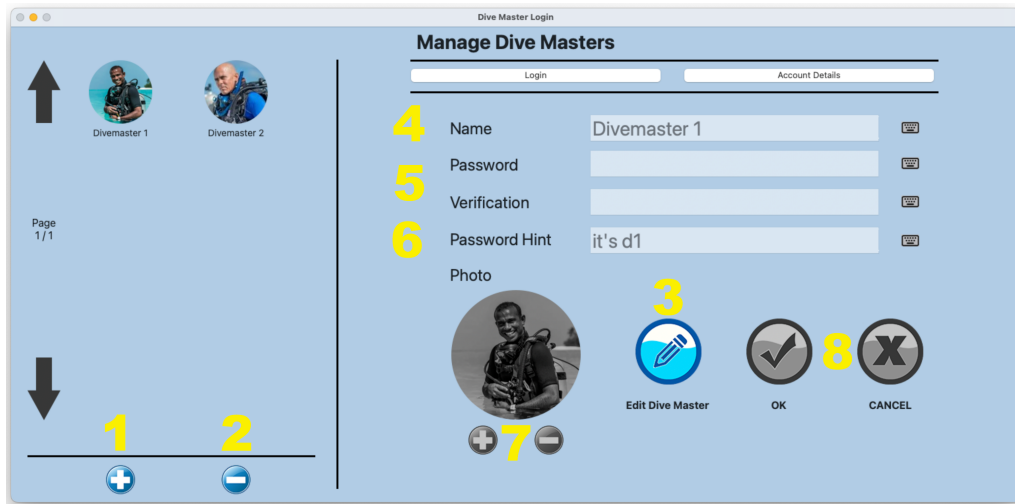 Dive Master Login
Manage Dive Masters
Login Account Details
Divemaster 1 Divemaster 2
Page
1 / 1
1 2
4 Name Divemaster 1
5 Password
Verification
6 Password Hint it's d1
Photo
3
8
Edit Dive Master OK CANCEL
7